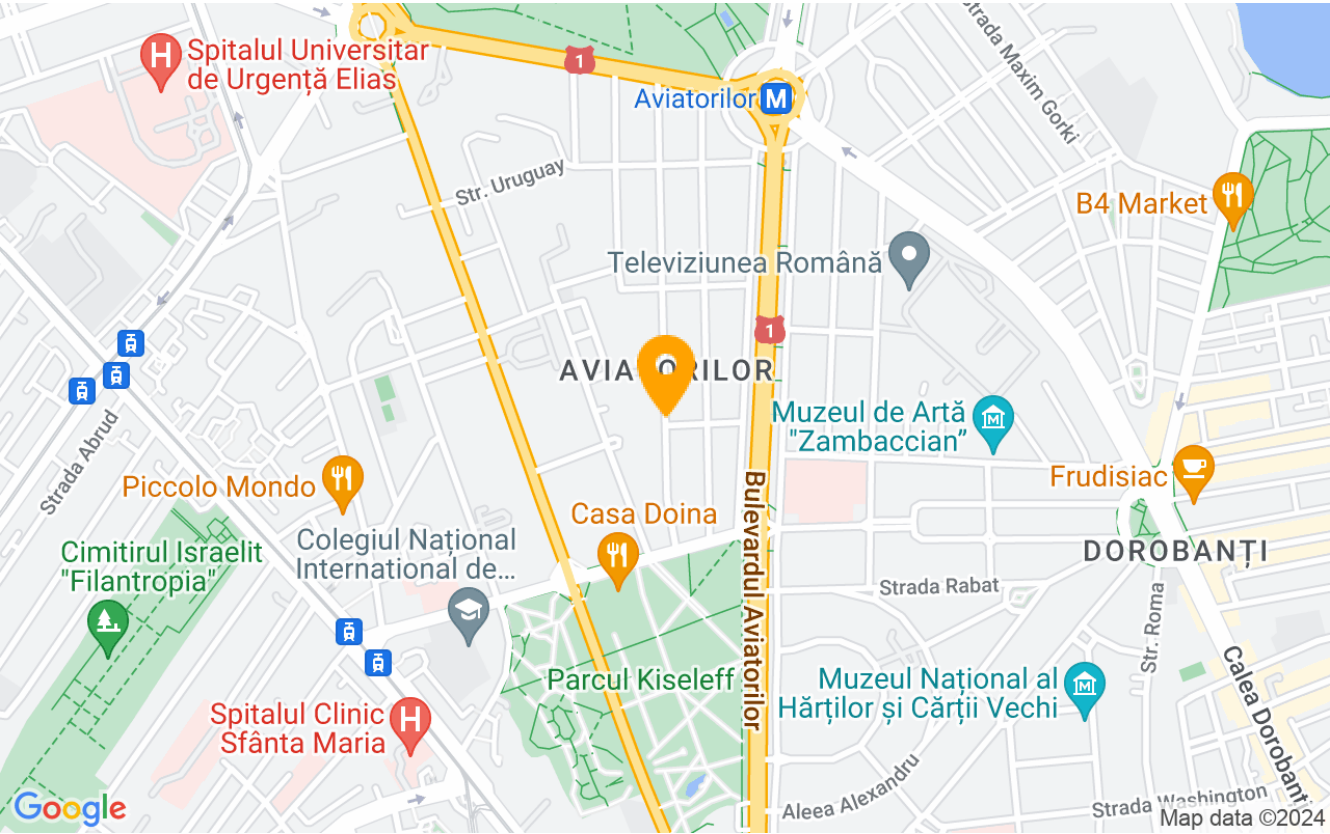 Spitalul Universitar
de Urgență Elias
1
Strada Maxim Gorki
Aviatorilor M
Str. Uruguay
B4 Market
Televiziunea Română
1
AVIATORILOR
Muzeul de Artă
"Zambaccian”
Strada Abrud
Piccolo Mondo
Frudisiac
Casa Doina
Bulevardul Aviatorilor
Colegiul Național
International de...
Cimitirul Israelit
"Filantropia"
DOROBANȚI
Strada Rabat
Str. Roma
Parcul Kiseleff
Muzeul Național al
Hărților și Cărții Vechi
Calea Dorobanț
Spitalul Clinic
Sfânta Maria
Aleea Alexandru
Strada Washington
Google
Map data ©2024